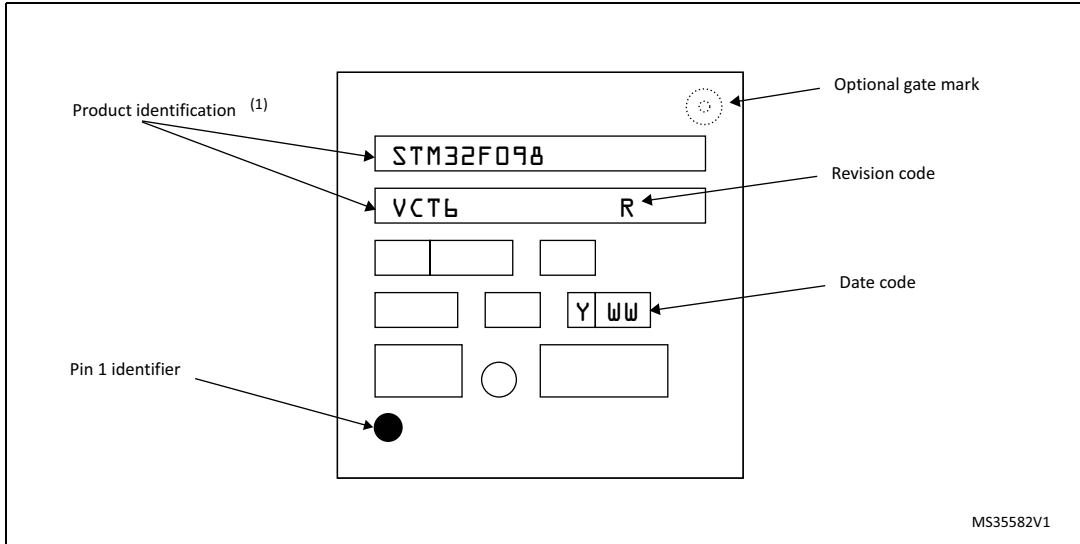 Optional gate mark
Product identification (1)
STM32F098
Revision code
VCT6 R
Date code
Y WW
Pin 1 identifier
MS35582V1